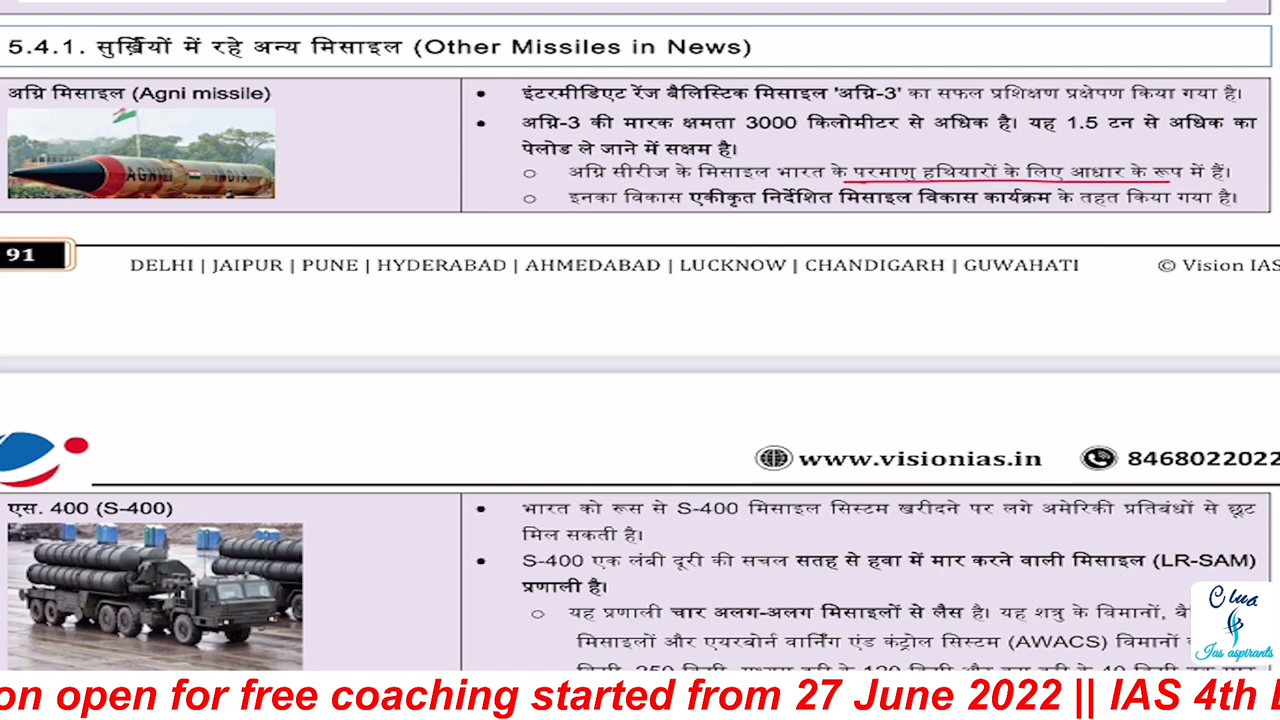 5.4.1. सुर्ख़ियों में रहे अन्य मिसाइल (Other Missiles in News)
अग्नि मिसाइल (Agni missile)
AGNI
INDIA
• इंटरमीडिएट रेंज बैलिस्टिक मिसाइल 'अग्नि-3' का सफल प्रशिक्षण प्रक्षेपण किया गया है।
• अग्नि-3 की मारक क्षमता 3000 किलोमीटर से अधिक है। यह 1.5 टन से अधिक का
पेलोड ले जाने में सक्षम है।
○ अग्नि सीरीज के मिसाइल भारत के परमाणु हथियारों के लिए आधार के रूप में हैं।
○ इनका विकास एकीकृत निर्देशित मिसाइल विकास कार्यक्रम के तहत किया गया है।
91
DELHI | JAIPUR | PUNE | HYDERABAD | AHMEDABAD | LUCKNOW | CHANDIGARH | GUWAHATI
© Vision IAS
www.visionias.in
8468022022
एस. 400 (S-400)
• भारत को रूस से S-400 मिसाइल सिस्टम खरीदने पर लगे अमेरिकी प्रतिबंधों से छूट
मिल सकती है।
• S-400 एक लंबी दूरी की सचल सतह से हवा में मार करने वाली मिसाइल (LR-SAM)
प्रणाली है।
○ यह प्रणाली चार अलग-अलग मिसाइलों से लैस है। यह शत्रु के विमानों,
मिसाइलों और एयरबोर्न वार्निंग एंड कंट्रोल सिस्टम (AWACS) विमानों
Clue
Ias aspirants
on open for free coaching started from 27 June 2022 || IAS 4th